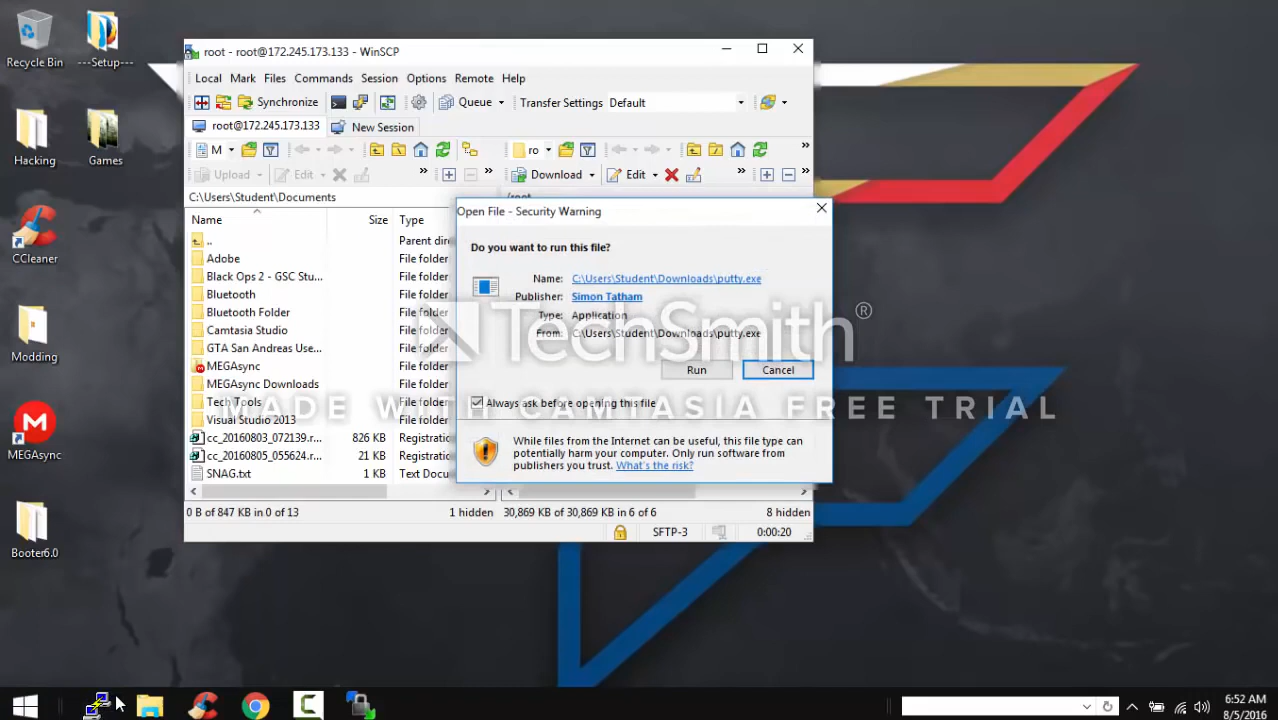 Recycle Bin
---Setup---
Hacking
Games
CCleaner
Modding
MEGAsync
Booter6.0
root - root@172.245.173.133 - WinSCP
Local Mark Files Commands Session Options Remote Help
Synchronize Queue Transfer Settings Default
root@172.245.173.133 New Session
M ro
Upload Edit Download Edit
C:\Users\Student\Documents /root
Name Size Type
.. Parent dire
Adobe File folder
Black Ops 2 - GSC Stu... File folder
Bluetooth File folder
Bluetooth Folder File folder
Camtasia Studio File folder
GTA San Andreas Use... File folder
MEGAsync File folder
MEGAsync Downloads File folder
Tech Tools File folder
Visual Studio 2013 File folder
cc_20160803_072139.r... 826 KB Registratio
cc_20160805_055624.r... 21 KB Registratio
SNAG.txt 1 KB Text Docu
0 B of 847 KB in 0 of 13 1 hidden 30,869 KB of 30,869 KB in 6 of 6 8 hidden
SFTP-3 0:00:20
Open File - Security Warning
Do you want to run this file?
Name: C:\Users\Student\Downloads\putty.exe
Publisher: Simon Tatham
Type: Application
From: C:\Users\Student\Downloads\putty.exe
Run Cancel
Always ask before opening this file
While files from the Internet can be useful, this file type can
potentially harm your computer. Only run software from
publishers you trust. What's the risk?
TechSmith®
MADE WITH CAMTASIA FREE TRIAL
6:52 AM
8/5/2016